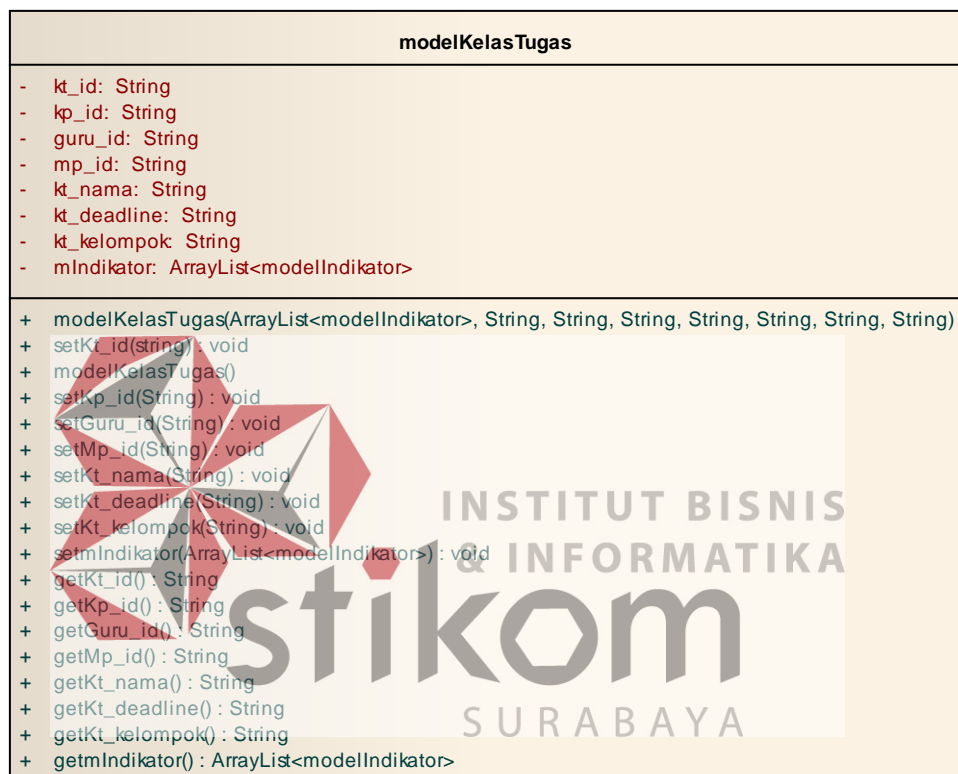 modelKelasTugas
- kt_id: String
- kp_id: String
- guru_id: String
- mp_id: String
- kt_nama: String
- kt_deadline: String
- kt_kelompok: String
- mIndikator: ArrayList<modelIndikator>
+ modelKelasTugas(ArrayList<modelIndikator>, String, String, String, String, String, String, String)
+ setKt_id(string) : void
+ modelKelasTugas()
+ setKp_id(String) : void
+ setGuru_id(String) : void
+ setMp_id(String) : void
+ setKt_nama(String) : void
+ setKt_deadline(String) : void
+ setKt_kelompok(String) : void
+ setmIndikator(ArrayList<modelIndikator>) : void
+ getKt_id() : String
+ getKp_id() : String
+ getGuru_id() : String
+ getMp_id() : String
+ getKt_nama() : String
+ getKt_deadline() : String
+ getKt_kelompok() : String
+ getmIndikator() : ArrayList<modelIndikator>
INSTITUT BISNIS
& INFORMATIKA
stikom
SURABAYA